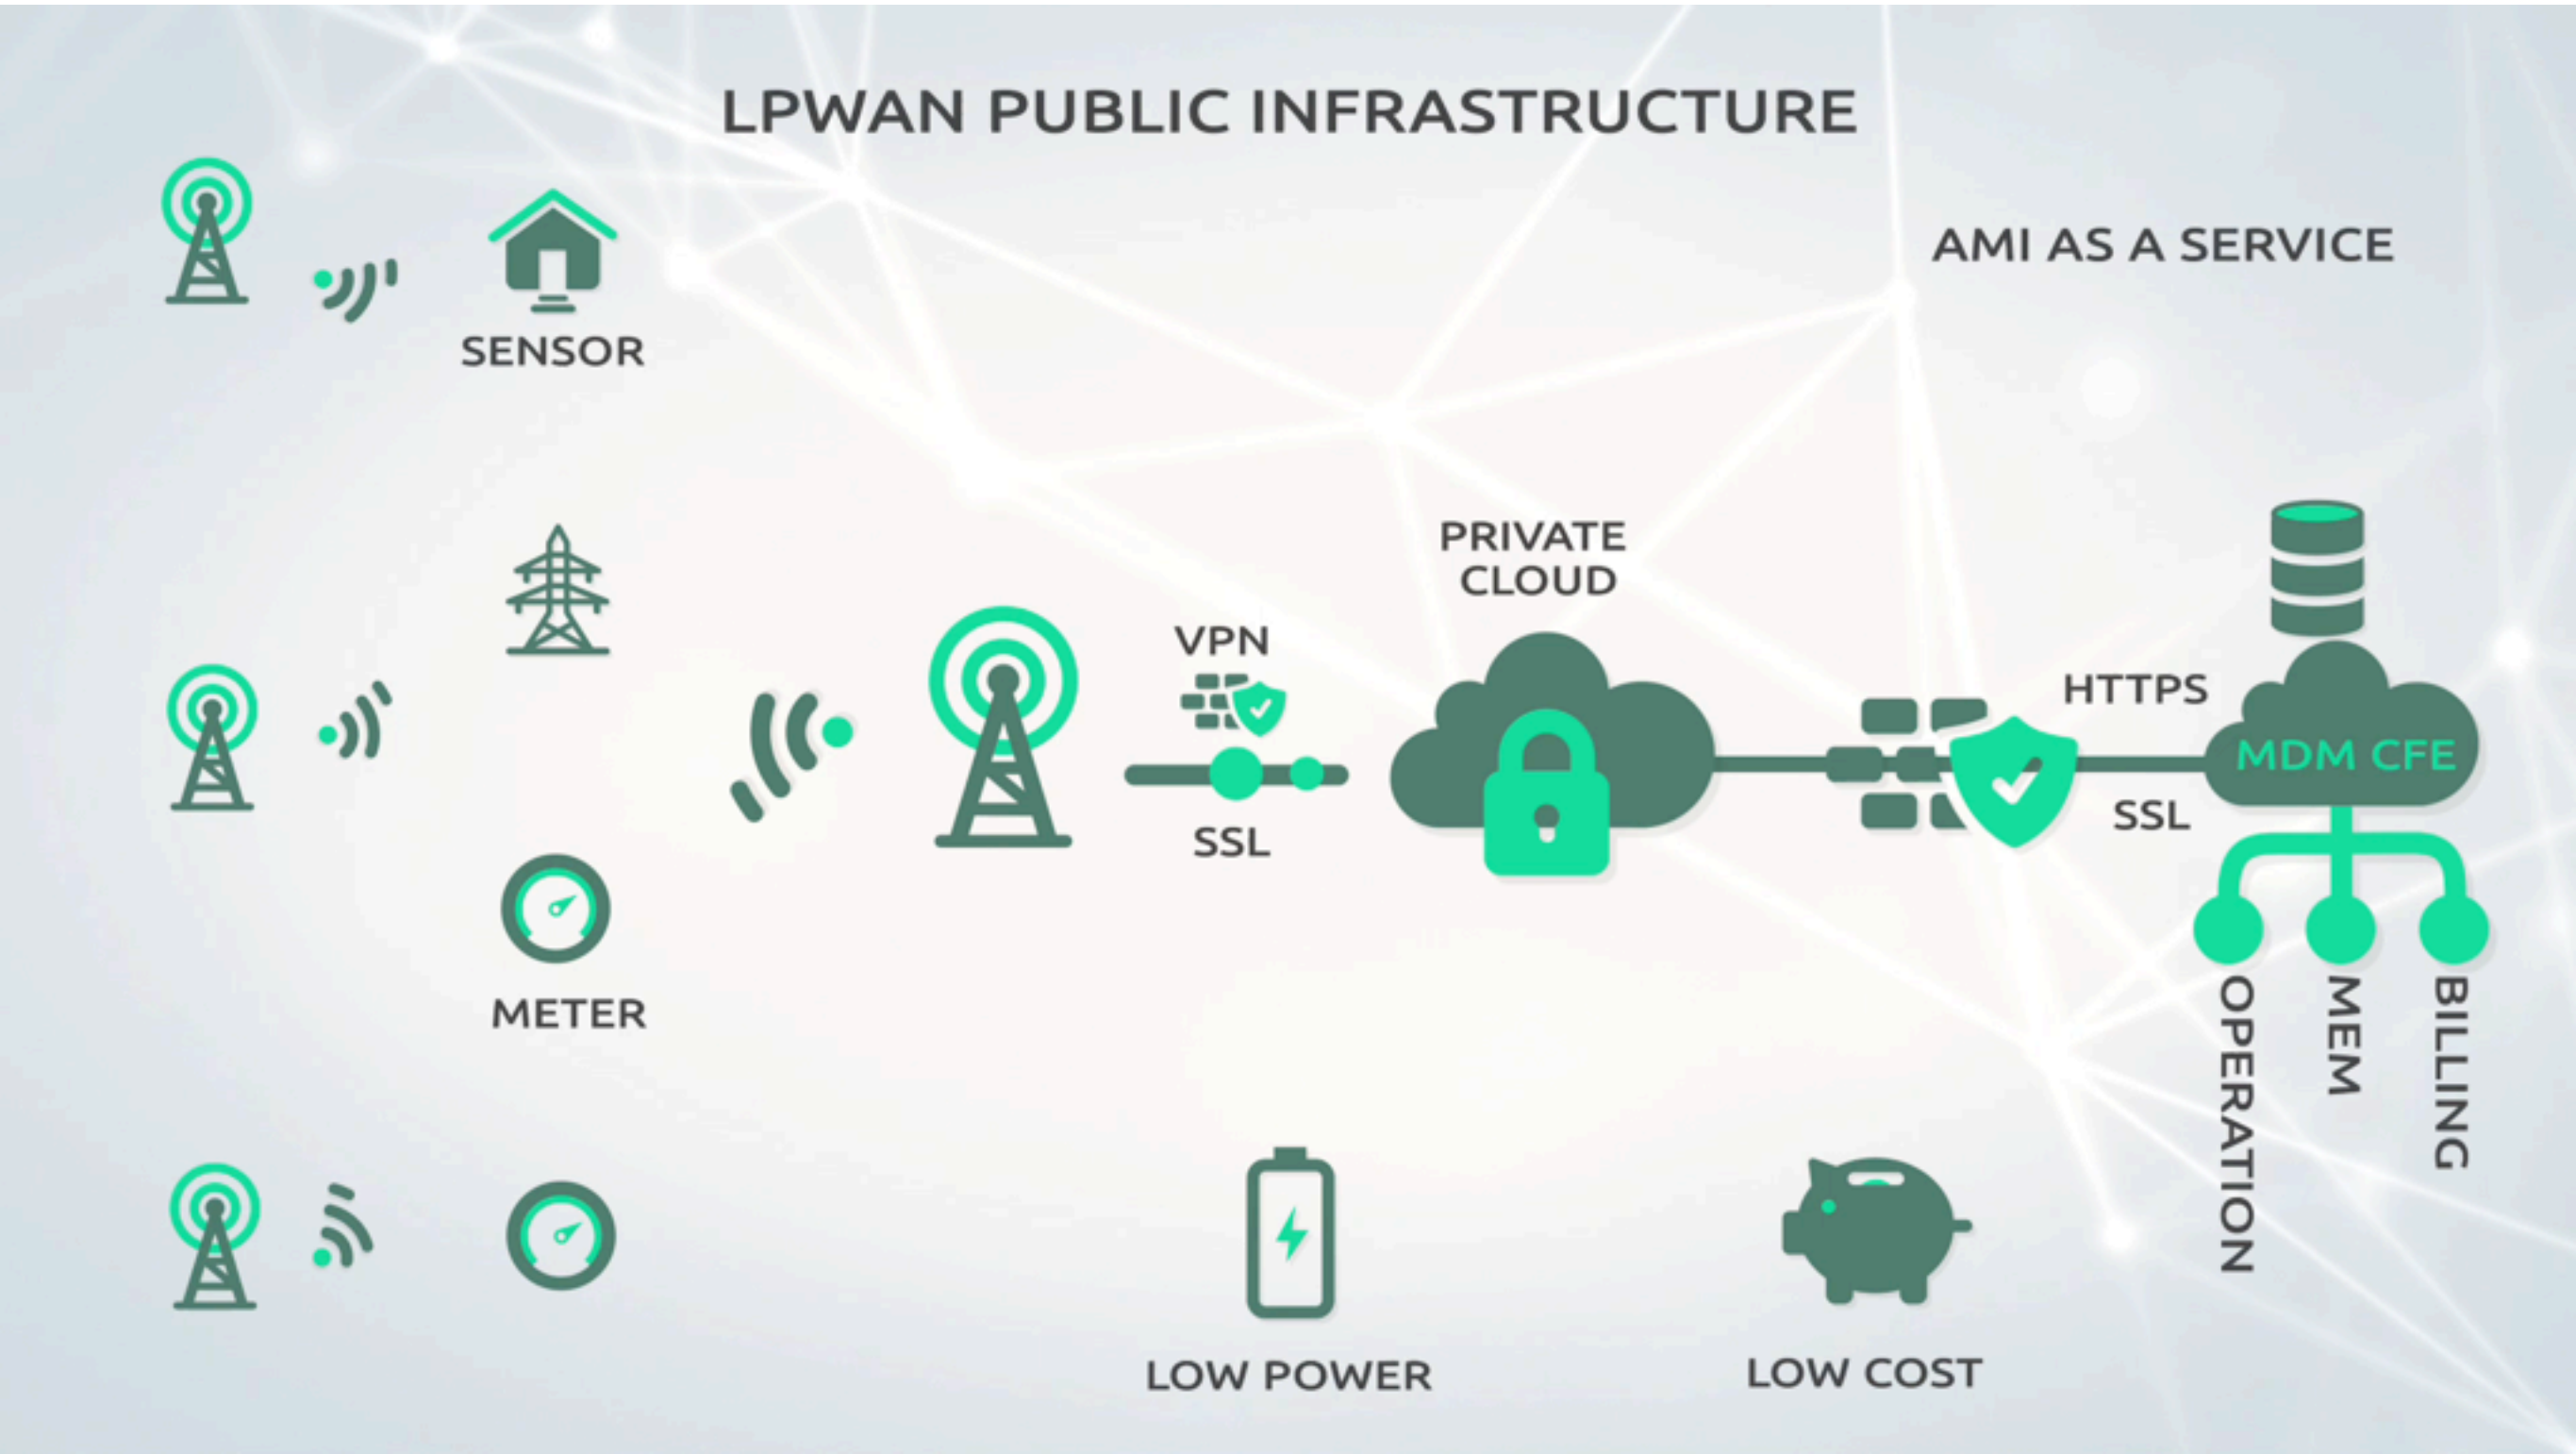 LPWAN PUBLIC INFRASTRUCTURE
AMI AS A SERVICE
SENSOR
PRIVATE
CLOUD
VPN
HTTPS
MDM CFE
SSL
SSL
METER
OPERATION
MEM
BILLING
LOW POWER
LOW COST